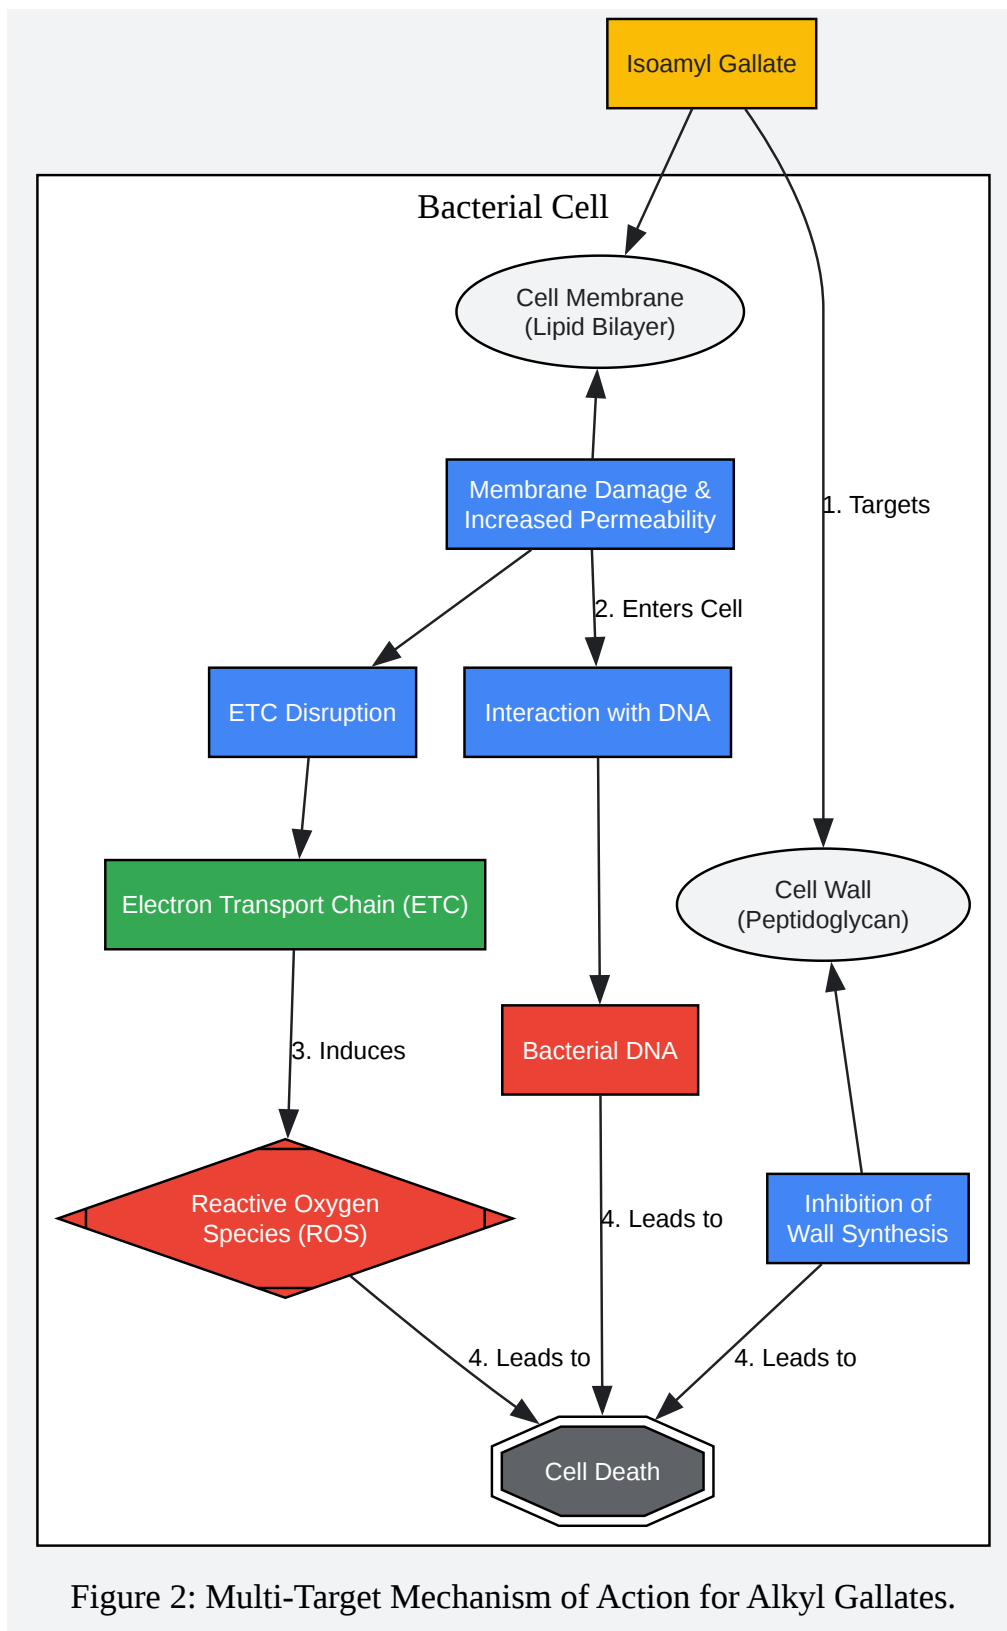 Isoamyl Gallate
Bacterial Cell
Cell Membrane
(Lipid Bilayer)
Membrane Damage &
Increased Permeability
1. Targets
2. Enters Cell
ETC Disruption
Interaction with DNA
Electron Transport Chain (ETC)
Cell Wall
(Peptidoglycan)
3. Induces
Bacterial DNA
Reactive Oxygen
Species (ROS)
4. Leads to
Inhibition of
Wall Synthesis
4. Leads to
4. Leads to
Cell Death
Figure 2: Multi-Target Mechanism of Action for Alkyl Gallates.